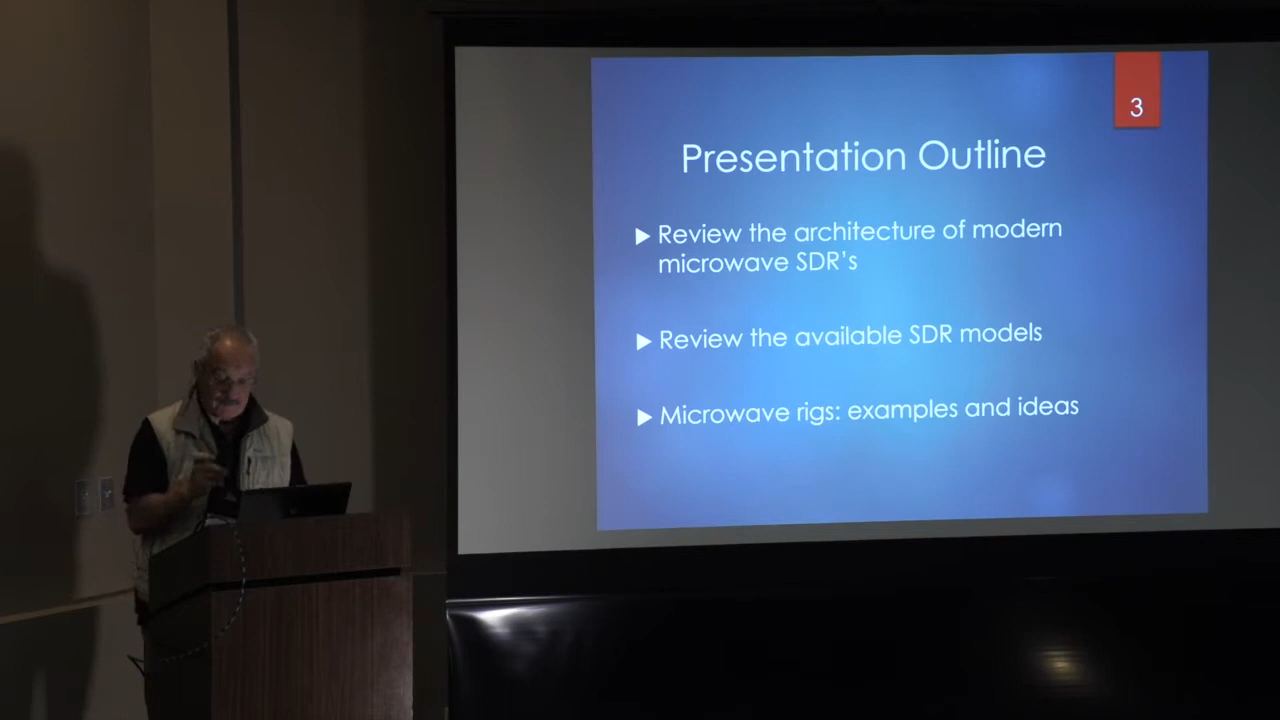 3
Presentation Outline
Review the architecture of modern
microwave SDR's
Review the available SDR models
Microwave rigs: examples and ideas